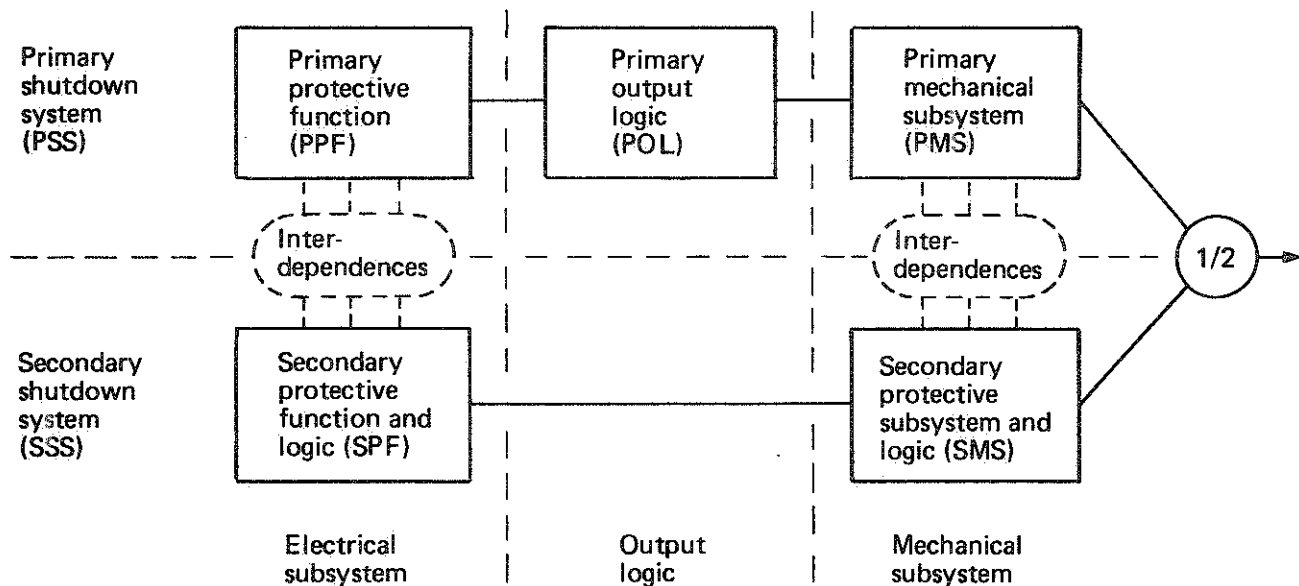 Primary
shutdown
system
(PSS)
Primary
protective
function
(PPF)
Primary
output
logic
(POL)
Primary
mechanical
subsystem
(PMS)
Inter-
dependences
Inter-
dependences
1/2
Secondary
shutdown
system
(SSS)
Secondary
protective
function and
logic (SPF)
Secondary
protective
subsystem and
logic (SMS)
Electrical
subsystem
Output
logic
Mechanical
subsystem